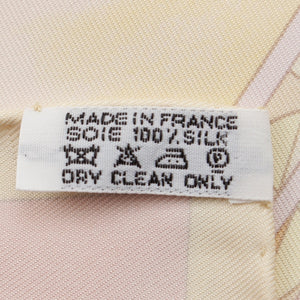 MADE IN FRANCE
SOIE 100% SILK
P
DRY CLEAN ONLY